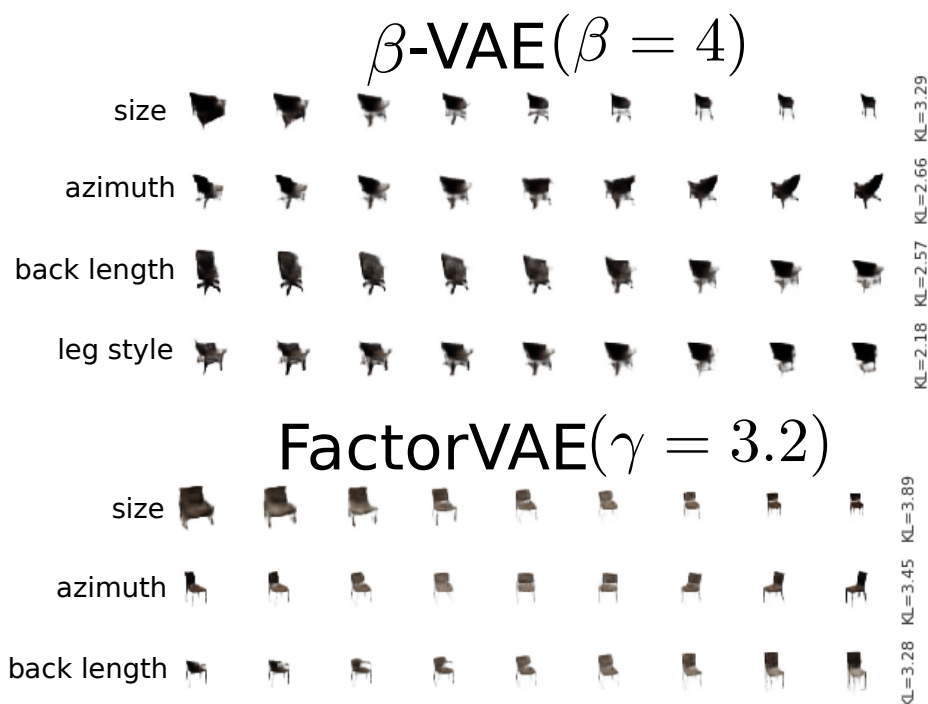 β-VAE(β = 4)
size KL=3.29
azimuth KL=2.66
back length KL=2.57
leg style KL=2.18
FactorVAE(γ = 3.2)
size KL=3.89
azimuth KL=3.45
back length KL=3.28